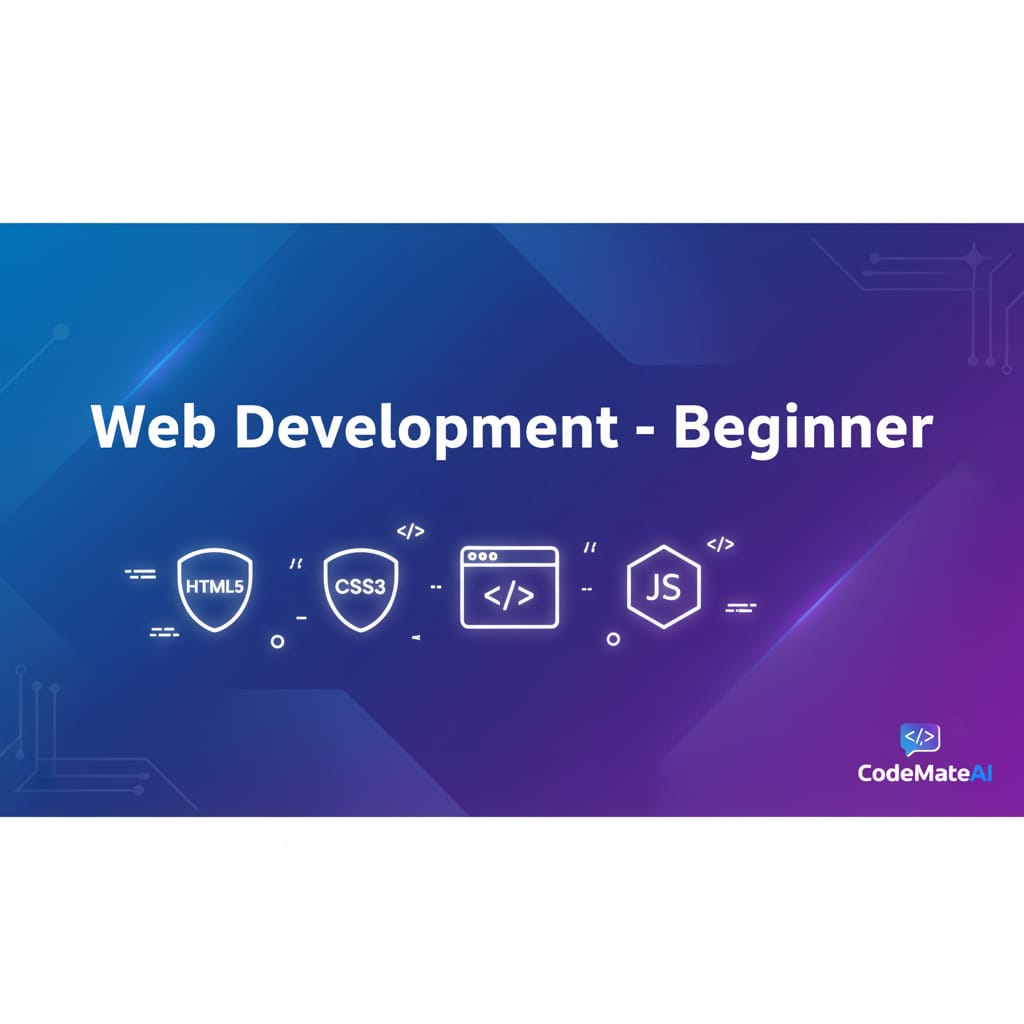 Web Development - Beginner
</>
</>
HTML5
CSS3
</>
JS
</>
CodeMateAI